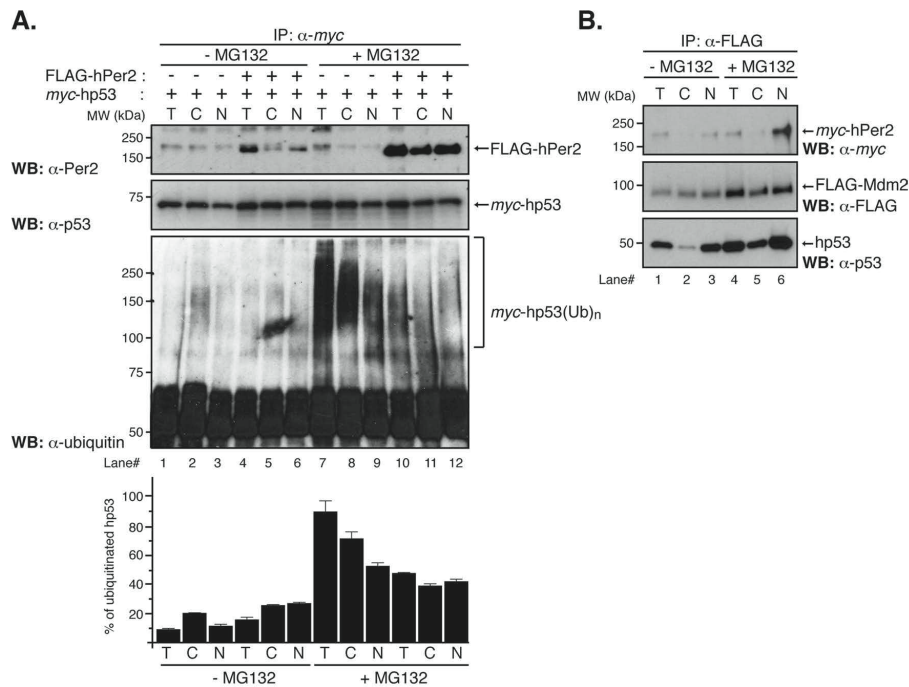 A.
IP: α-myc
- MG132 + MG132
FLAG-hPer2 : - - - + + + - - - + + +
myc-hp53 : + + + + + + + + + + + +
MW (kDa) T C N T C N T C N T C N
250
150
←FLAG-hPer2
WB: α-Per2
75
←myc-hp53
WB: α-p53
250
150
100
75
50
myc-hp53(Ub)n
WB: α-ubiquitin
Lane# 1 2 3 4 5 6 7 8 9 10 11 12
% of ubiquitinated hp53
100
80
60
40
20
T C N T C N T C N T C N
- MG132 + MG132
B.
IP: α-FLAG
- MG132 + MG132
MW (kDa) T C N T C N
250
150
←myc-hPer2
WB: α-myc
100
←FLAG-Mdm2
WB: α-FLAG
50
←hp53
WB: α-p53
Lane# 1 2 3 4 5 6